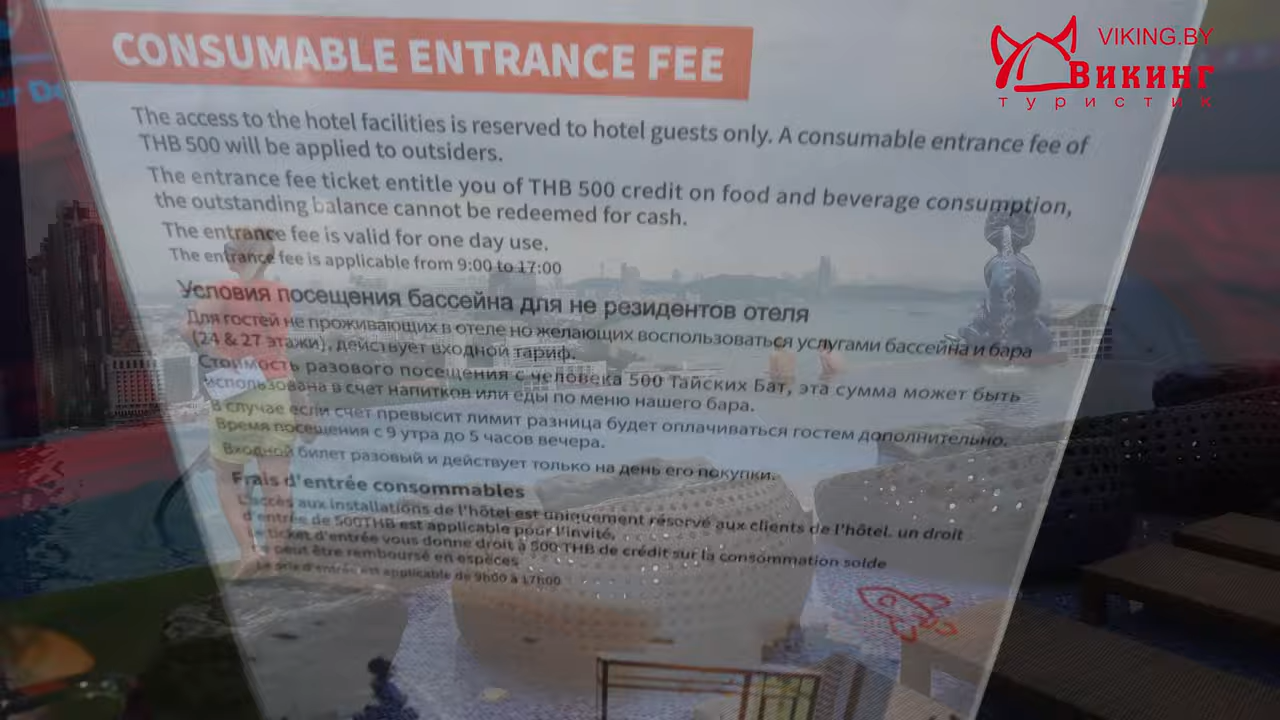 VIKING.BY
Викинг
туристик
CONSUMABLE ENTRANCE FEE
The access to the hotel facilities is reserved to hotel guests only. A consumable entrance fee of
THB 500 will be applied to outsiders.
The entrance fee ticket entitle you of THB 500 credit on food and beverage consumption,
the outstanding balance cannot be redeemed for cash.
The entrance fee is valid for one day use.
The entrance fee is applicable from 9:00 to 17:00
Условия посещения бассейна для не резидентов отеля
Для гостей не проживающих в отеле но желающих воспользоваться услугами бассейна и бара
(24 & 27 этажи), действует входной тариф.
Стоимость разового посещения с человека 500 Тайских Бат, эта сумма может быть
использована в счет напитков или еды по меню нашего бара.
В случае если счет превысит лимит разница будет оплачиваться гостем дополнительно.
Время посещения с 9 утра до 5 часов вечера.
Входной билет разовый и действует только на день его покупки.
Frais d'entrée consommables
L'accès aux installations de l'hôtel est uniquement réservé aux clients de l'hôtel. un droit
d'entrée de 500THB est applicable pour l'invité,
Le ticket d'entrée vous donne droit à 500 THB de crédit sur la consommation solde
peut être remboursé en espèces
Le prix d'entrée est applicable de 9h00 à 17h00